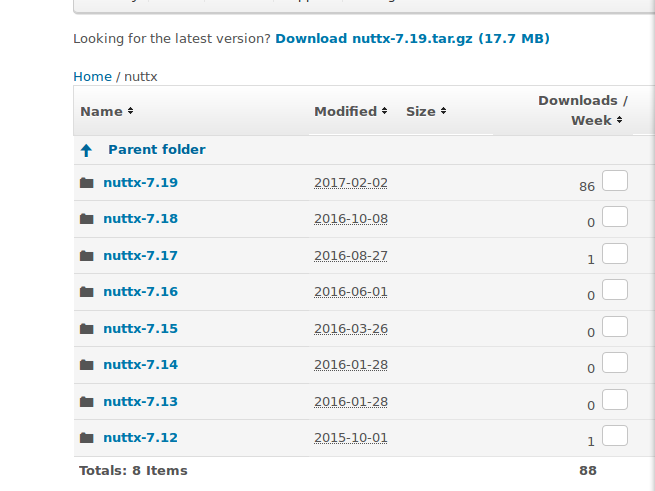 Looking for the latest version? Download nuttx-7.19.tar.gz (17.7 MB)
Home / nuttx
Name Modified Size Downloads / Week
Parent folder
nuttx-7.19 2017-02-02 86
nuttx-7.18 2016-10-08 0
nuttx-7.17 2016-08-27 1
nuttx-7.16 2016-06-01 0
nuttx-7.15 2016-03-26 0
nuttx-7.14 2016-01-28 0
nuttx-7.13 2016-01-28 0
nuttx-7.12 2015-10-01 1
Totals: 8 Items 88